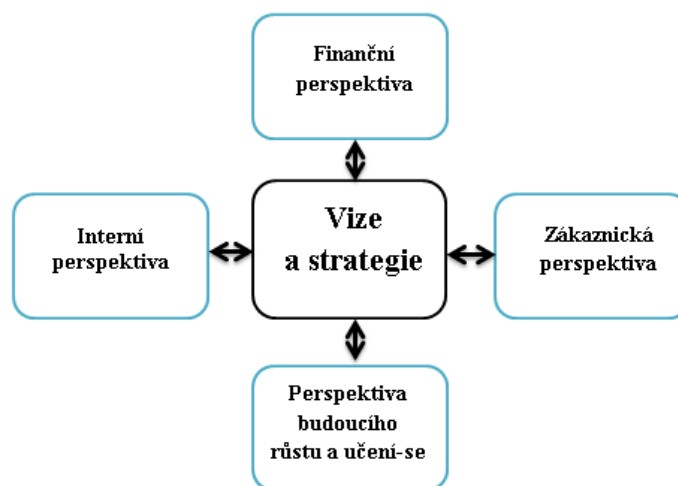 Finanční
perspektiva
Interní
perspektiva
Vize
a strategie
Zákaznická
perspektiva
Perspektiva
budoucího
růstu a učení-se